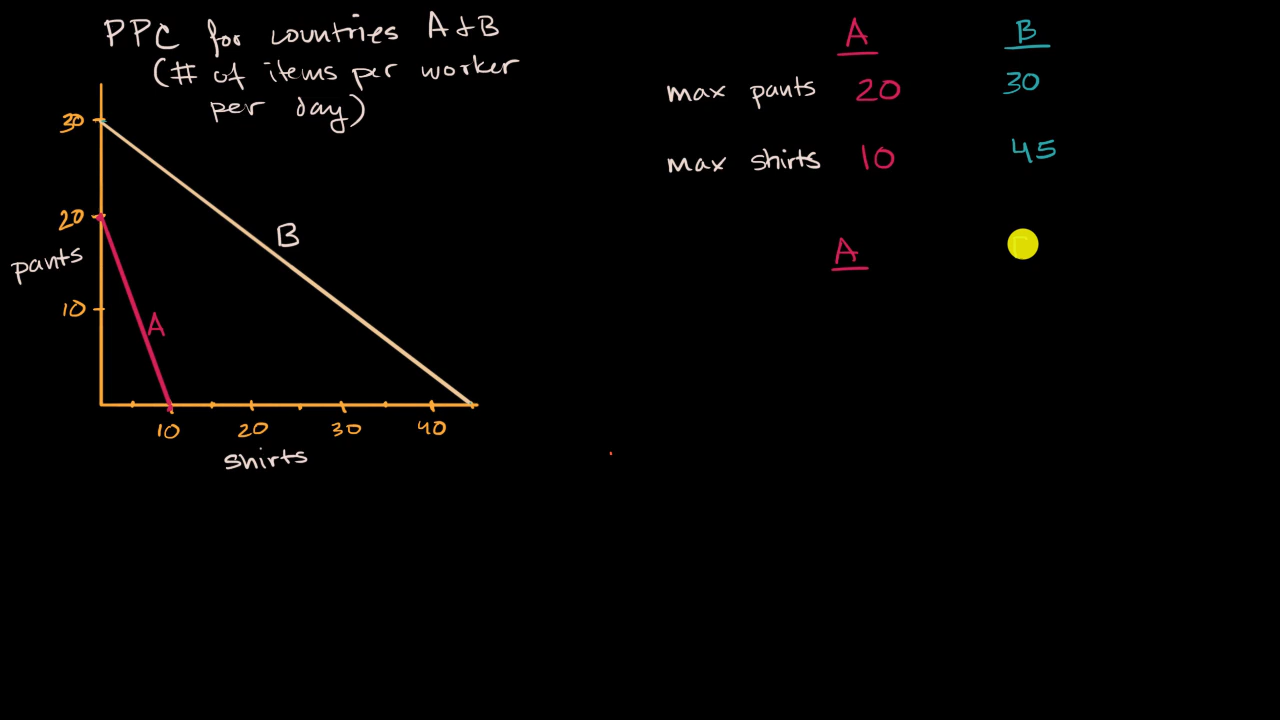 PPC for countries A & B
(# of items per worker
per day)
A B
max pants 20 30
max shirts 10 45
A
30
20
pants
10
B
A
10 20 30 40
shirts